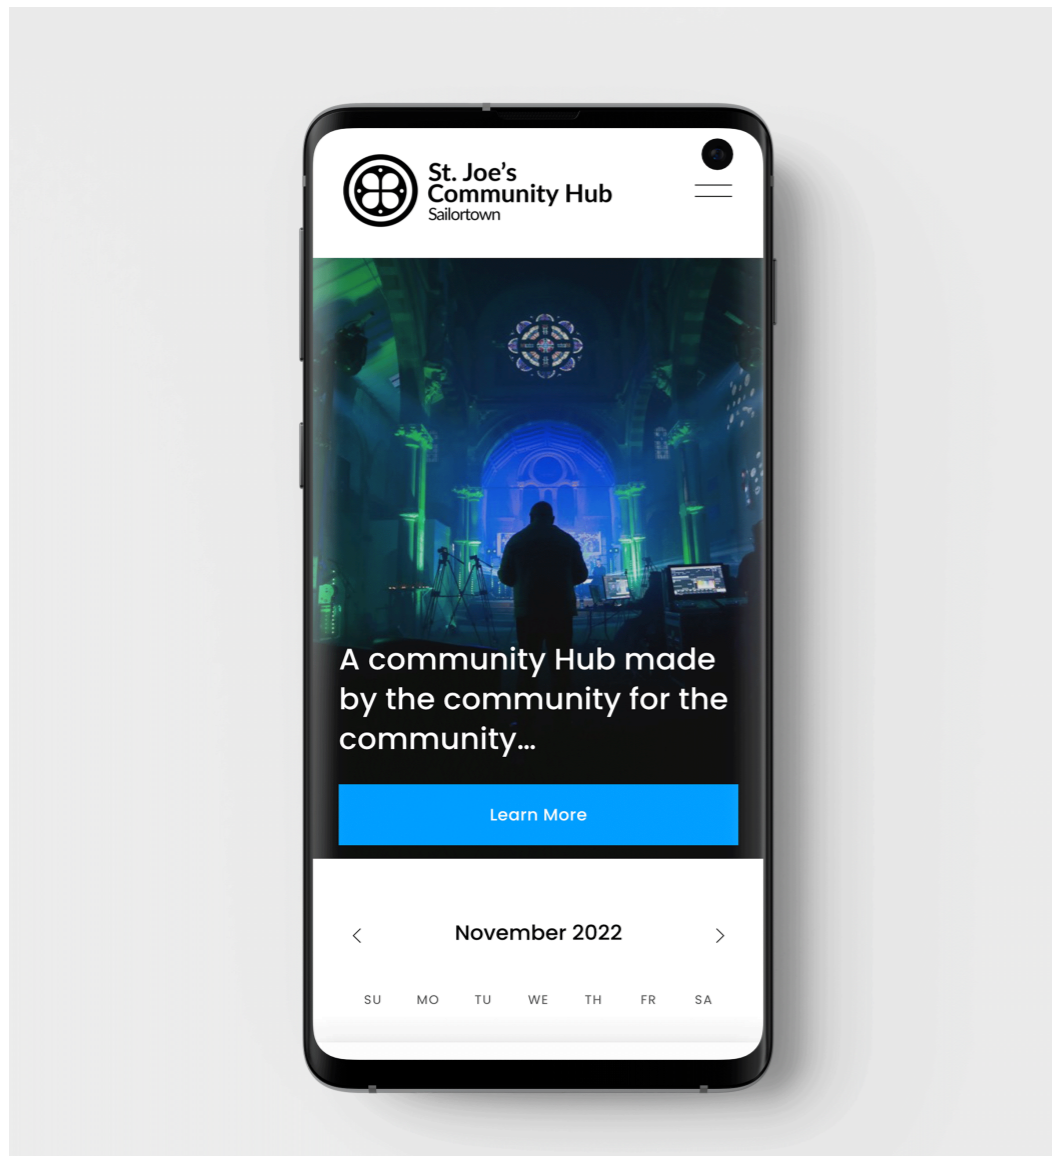 St. Joe's
Community Hub
Sailortown
A community Hub made
by the community for the
community...
Learn More
November 2022
SU MO TU WE TH FR SA